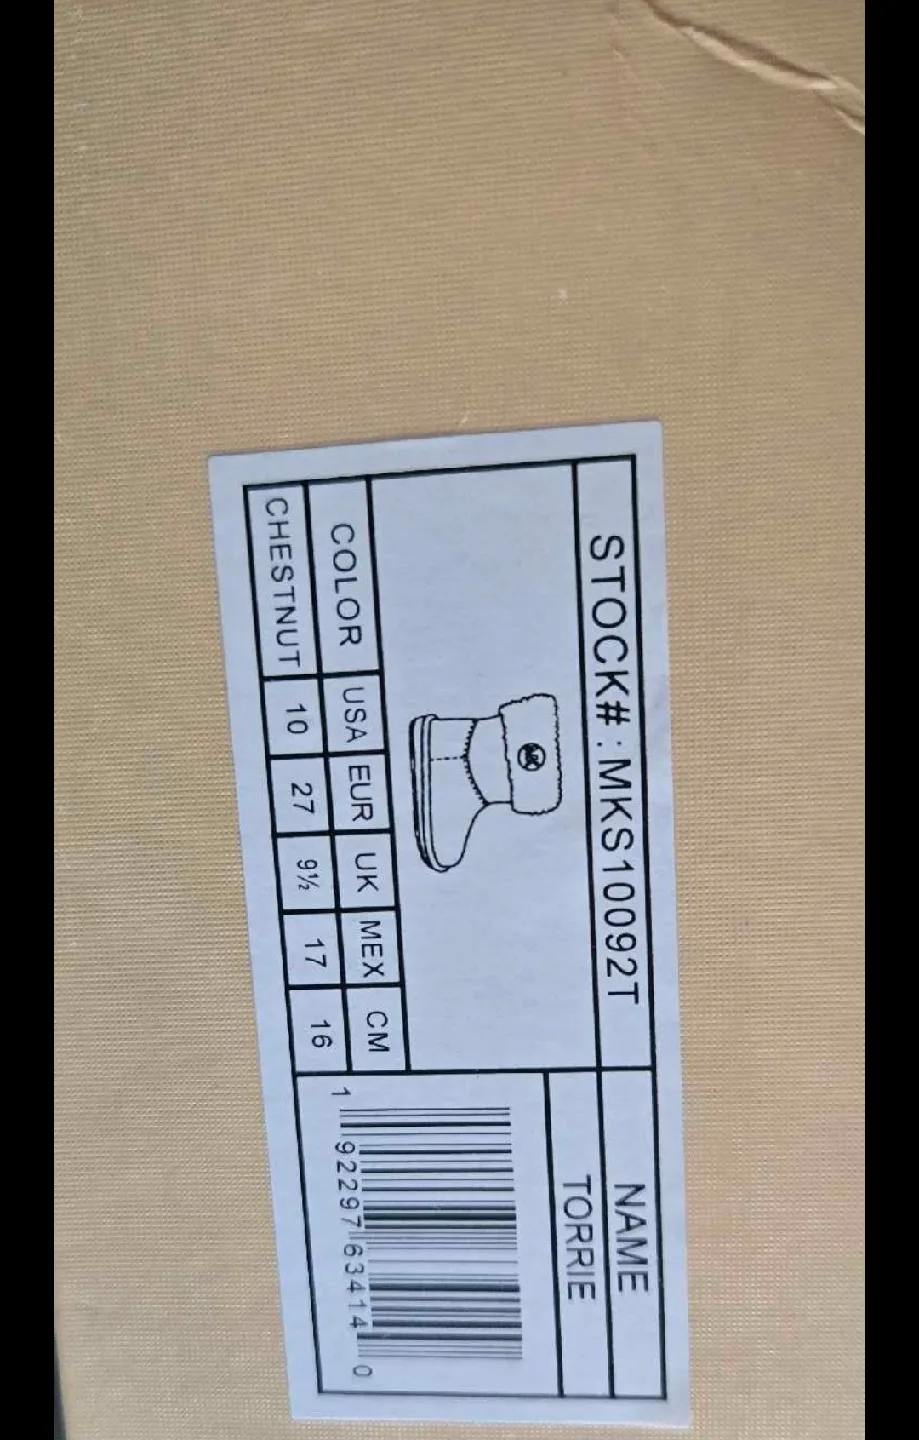 STOCK#: MKS10092T
NAME
TORRIE
MK
COLOR USA EUR UK MEX CM
CHESTNUT 10 27 9½ 17 16
1 92297 63414 0